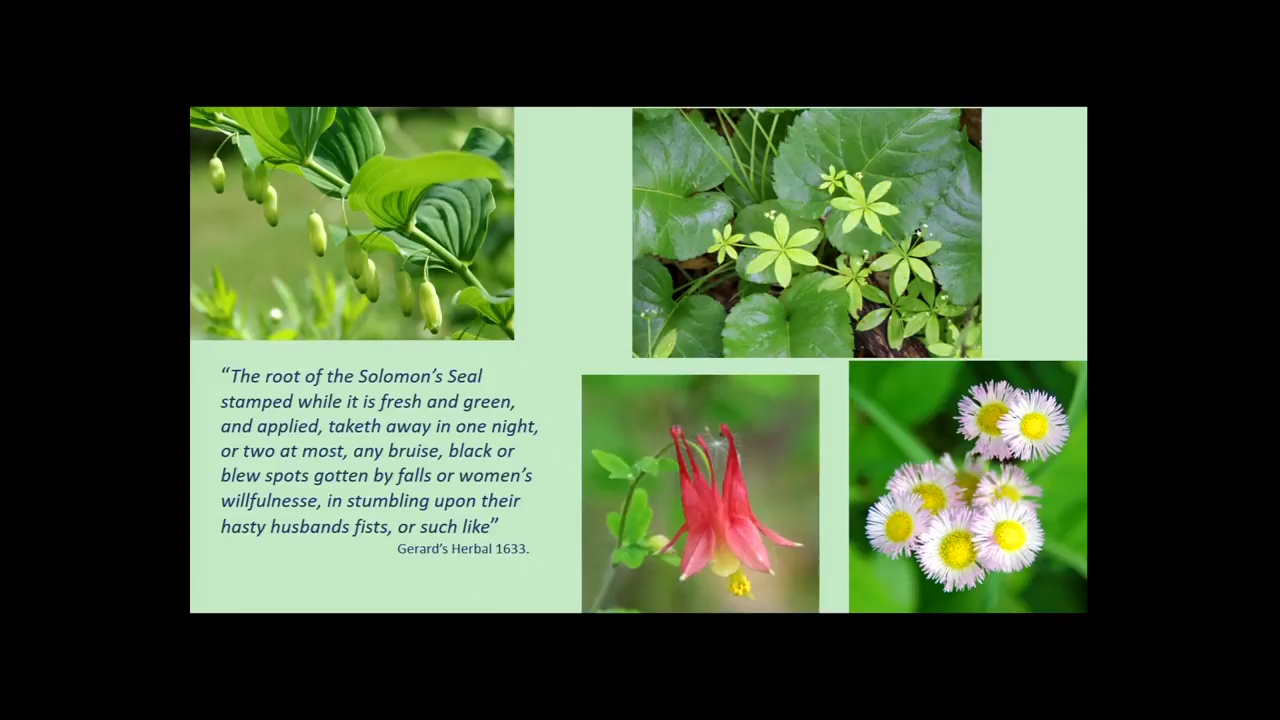 “The root of the Solomon’s Seal
stamped while it is fresh and green,
and applied, taketh away in one night,
or two at most, any bruise, black or
blew spots gotten by falls or women’s
willfulnesse, in stumbling upon their
hasty husbands fists, or such like”
Gerard’s Herbal 1633.